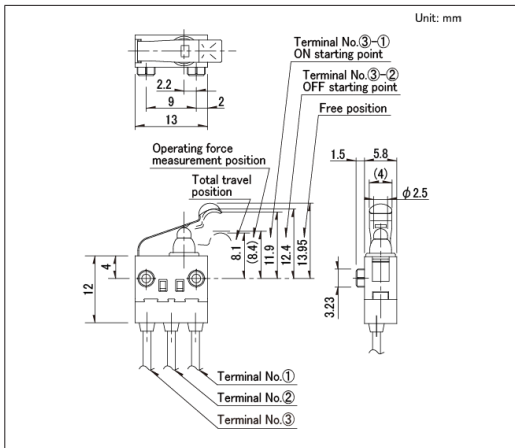 Unit: mm
Terminal No.③-①
ON starting point
Terminal No.③-②
OFF starting point
Free position
2.2
9
2
13
Operating force
measurement position
Total travel
position
1.5
5.8
(4)
φ2.5
4
12
8.1
(8.4)
11.9
12.4
13.95
3.23
Terminal No.①
Terminal No.②
Terminal No.③